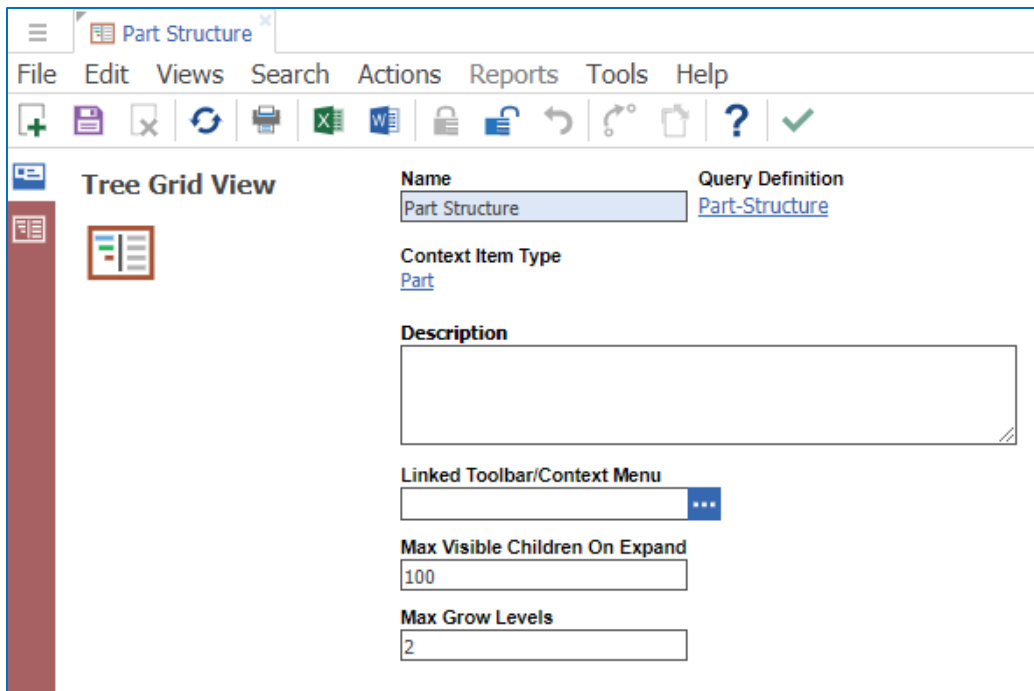 Part Structure
File Edit Views Search Actions Reports Tools Help
Tree Grid View
Name
Part Structure
Query Definition
Part-Structure
Context Item Type
Part
Description
Linked Toolbar/Context Menu
Max Visible Children On Expand
100
Max Grow Levels
2